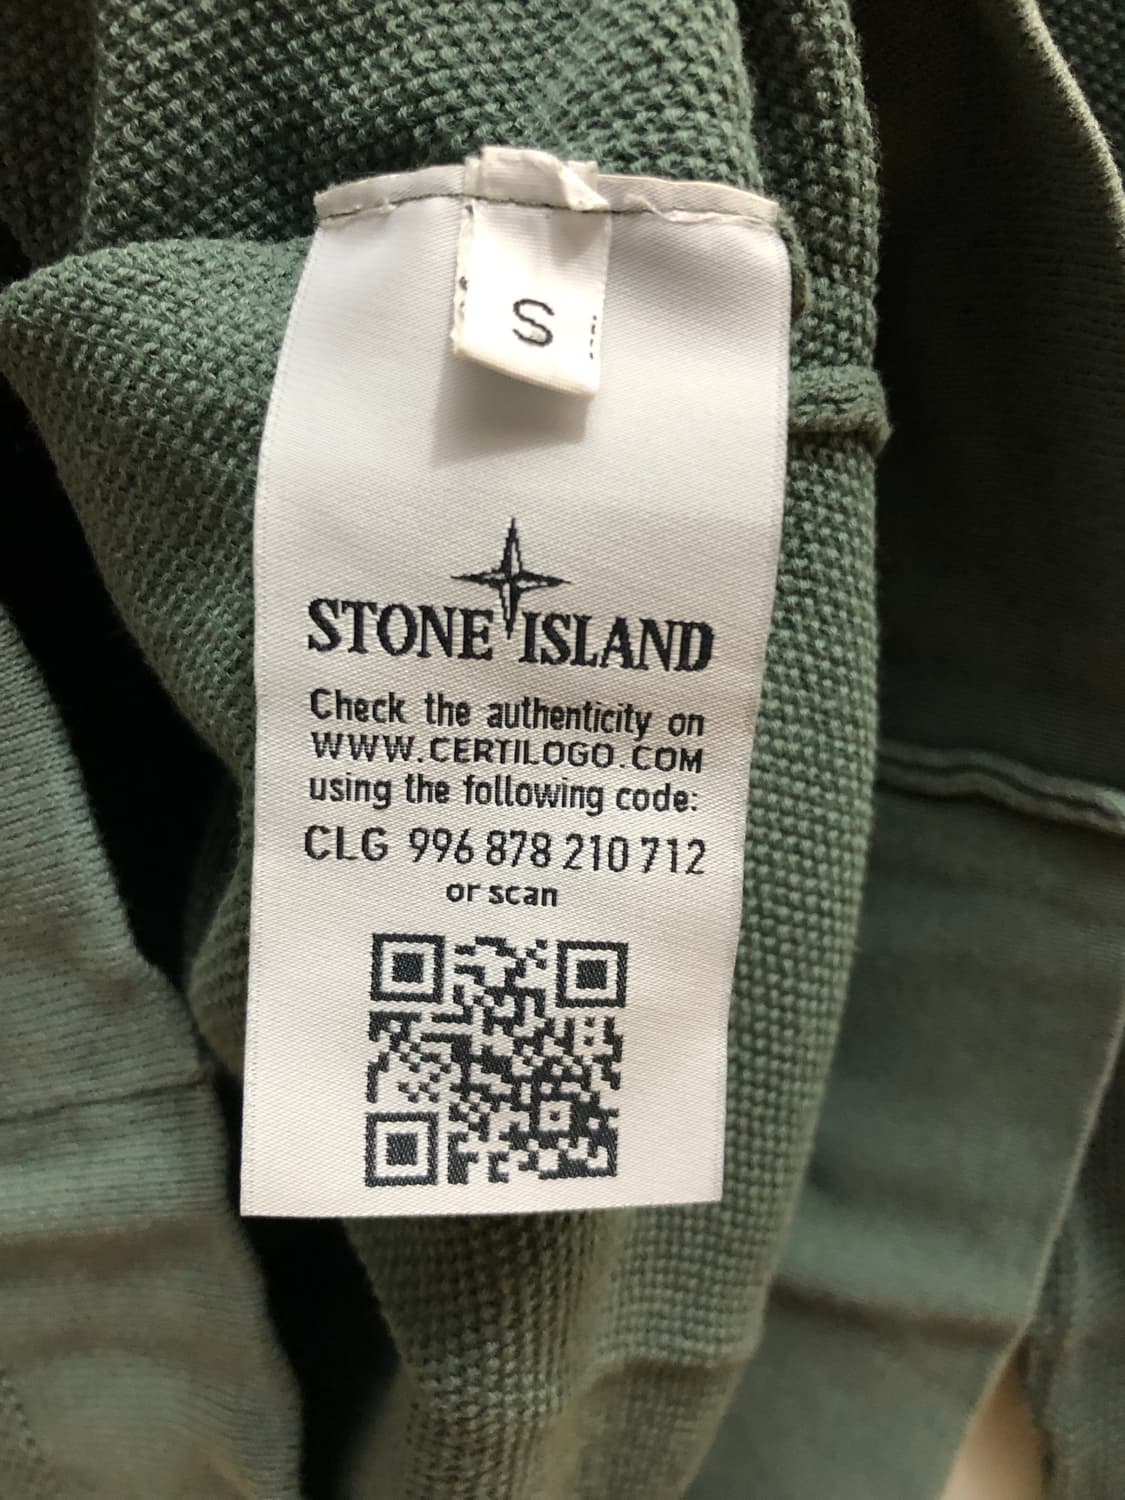 S
STONE ISLAND
Check the authenticity on
WWW.CERTILOGO.COM
using the following code:
CLG 996 878 210 712
or scan